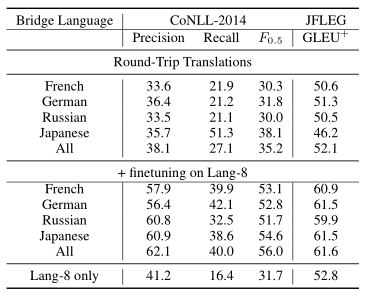 Bridge Language CoNLL-2014 JFLEG
Precision Recall F0.5 GLEU+
Round-Trip Translations
French 33.6 21.9 30.3 50.6
German 36.4 21.2 31.8 51.3
Russian 33.5 21.1 30.0 50.5
Japanese 35.7 51.3 38.1 46.2
All 38.1 27.1 35.2 52.1
+ finetuning on Lang-8
French 57.9 39.9 53.1 60.9
German 56.4 42.1 52.8 61.5
Russian 60.8 32.5 51.7 59.9
Japanese 60.9 38.6 54.6 61.5
All 62.1 40.0 56.0 61.6
Lang-8 only 41.2 16.4 31.7 52.8